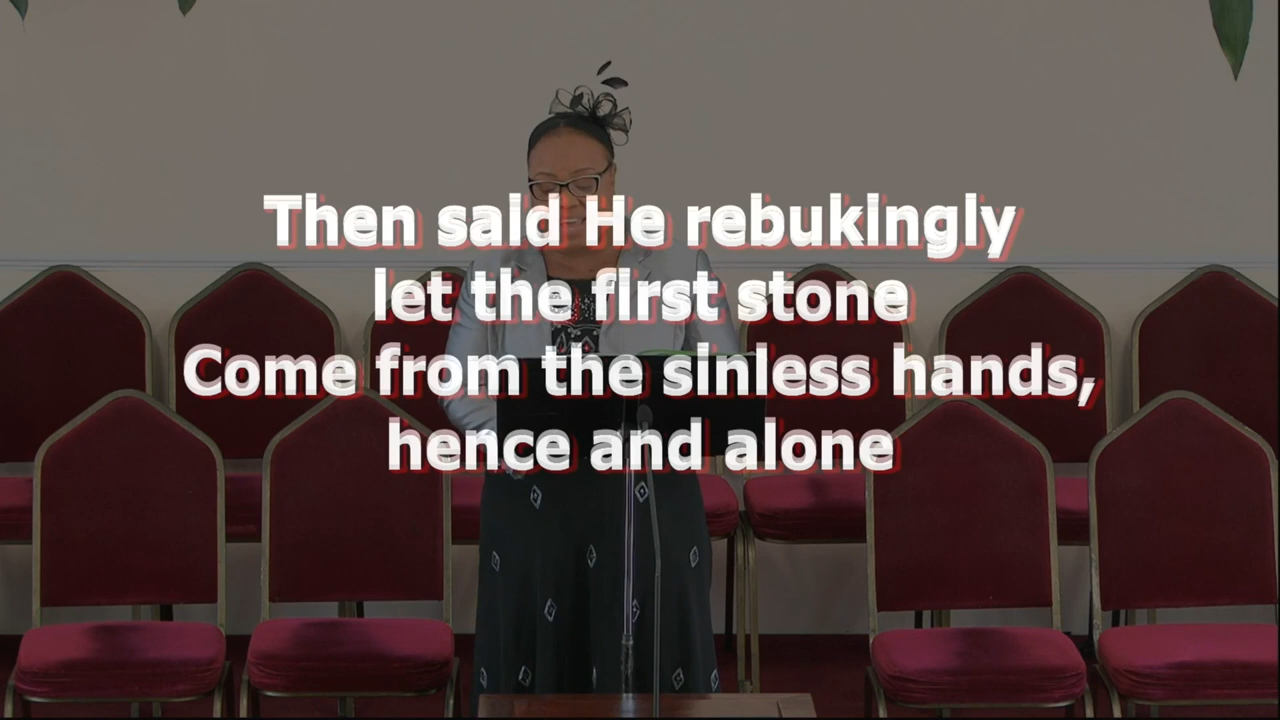 Then said He rebukingly
let the first stone
Come from the sinless hands,
hence and alone